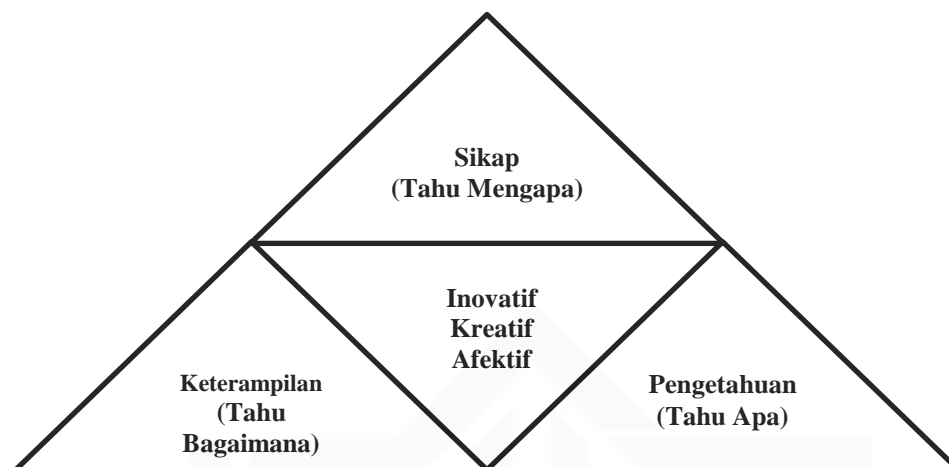 Sikap
(Tahu Mengapa)
Inovatif
Kreatif
Afektif
Keterampilan
(Tahu
Bagaimana)
Pengetahuan
(Tahu Apa)